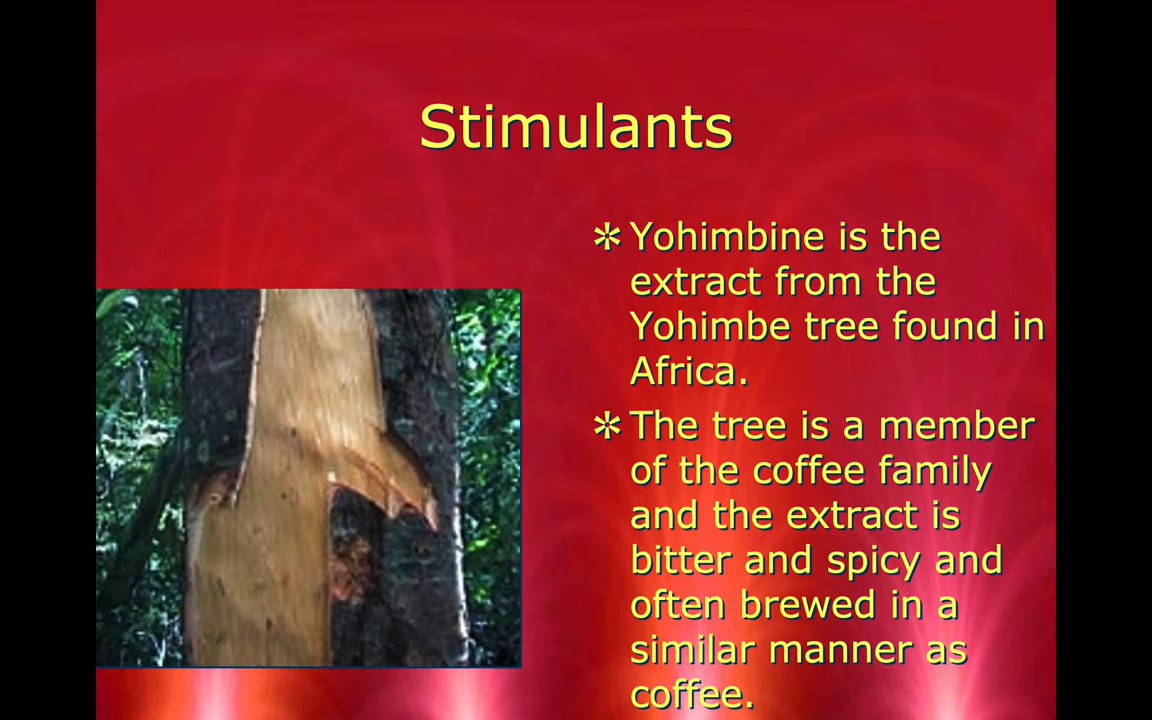 Stimulants
✲ Yohimbine is the
extract from the
Yohimbe tree found in
Africa.
✲ The tree is a member
of the coffee family
and the extract is
bitter and spicy and
often brewed in a
similar manner as
coffee.